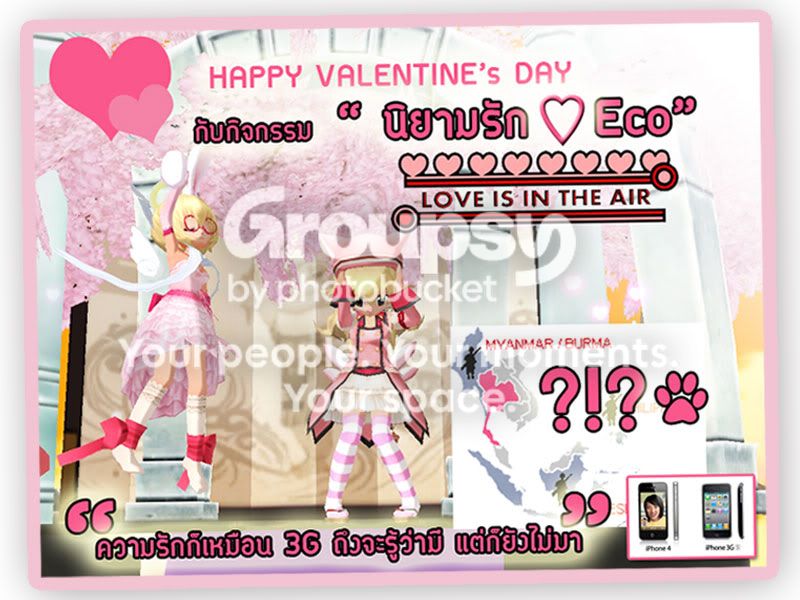 HAPPY VALENTINE's DAY
กับกิจกรรม “ นิยามรัก ♡ Eco”
LOVE IS IN THE AIR
Groupsy
by photobucket
MYANMAR / BURMA
Your people. Your moments.
Your space.
?!?
“ความรักก็เหมือน 3G ถึงจะรู้ว่ามี แต่ก็ยังไม่มา”
iPhone 4 iPhone 3G S